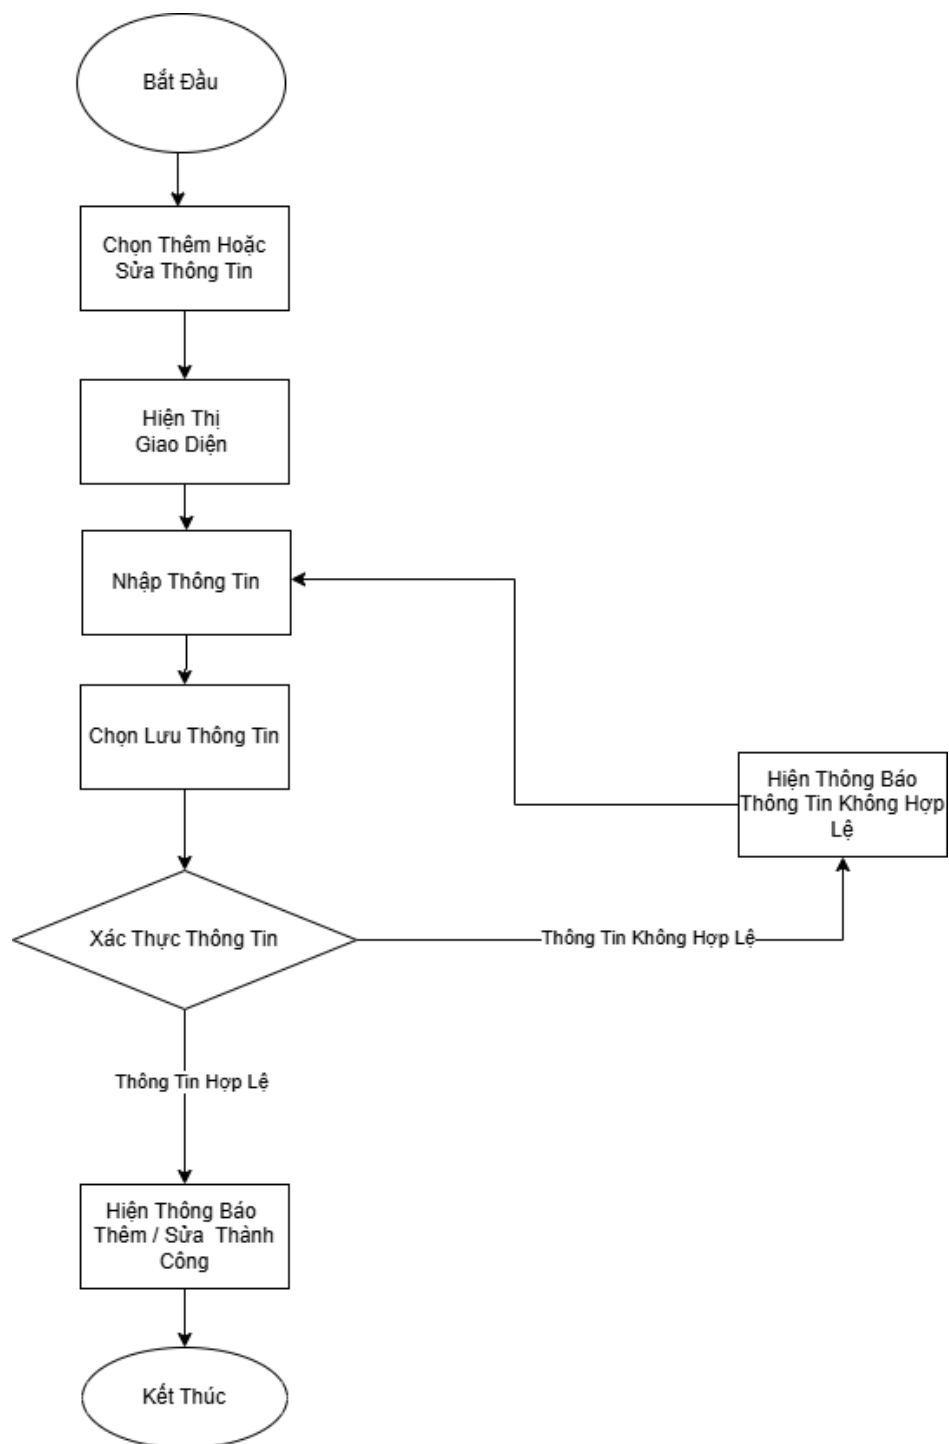 Bắt Đầu
Chọn Thêm Hoặc
Sửa Thông Tin
Hiện Thị
Giao Diện
Nhập Thông Tin
Chọn Lưu Thông Tin
Hiện Thông Báo
Thông Tin Không Hợp
Lệ
Xác Thực Thông Tin
Thông Tin Không Hợp Lệ
Thông Tin Hợp Lệ
Hiện Thông Báo
Thêm / Sửa Thành
Công
Kết Thúc